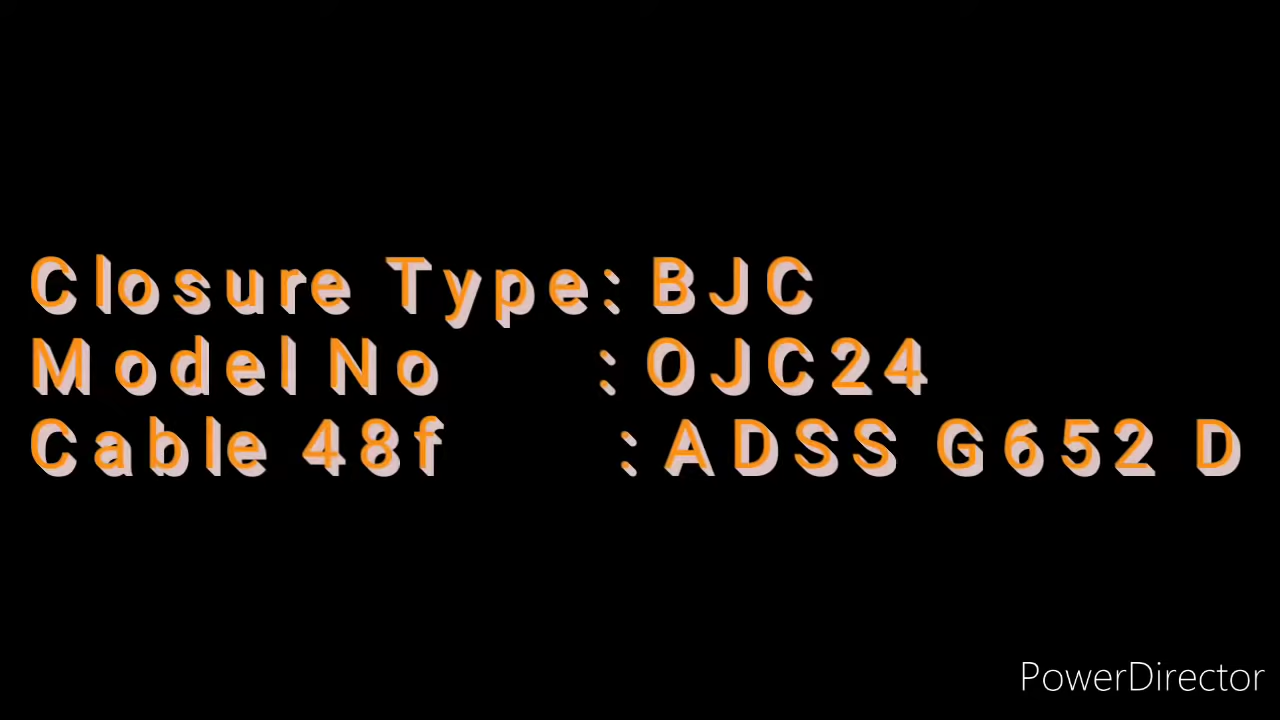 Closure Type: BJC
Model No : OJC24
Cable 48f : ADSS G652 D
PowerDirector